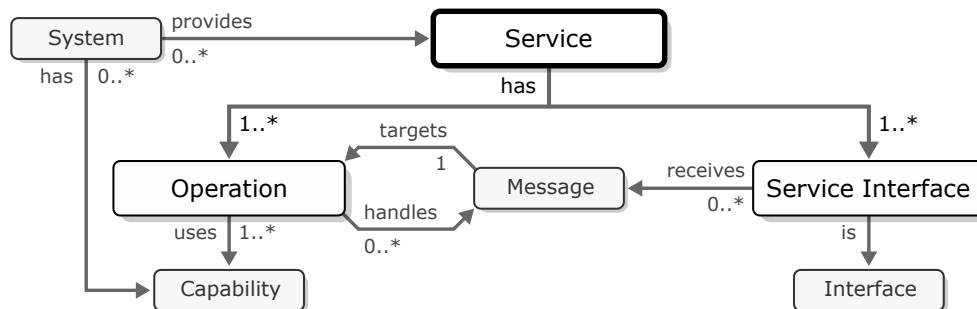 provides
System
Service
0..*
has
0..*
has
1..*
1..*
targets
1
Operation
Message
receives
Service Interface
handles
0..*
uses
1..*
0..*
is
Capability
Interface